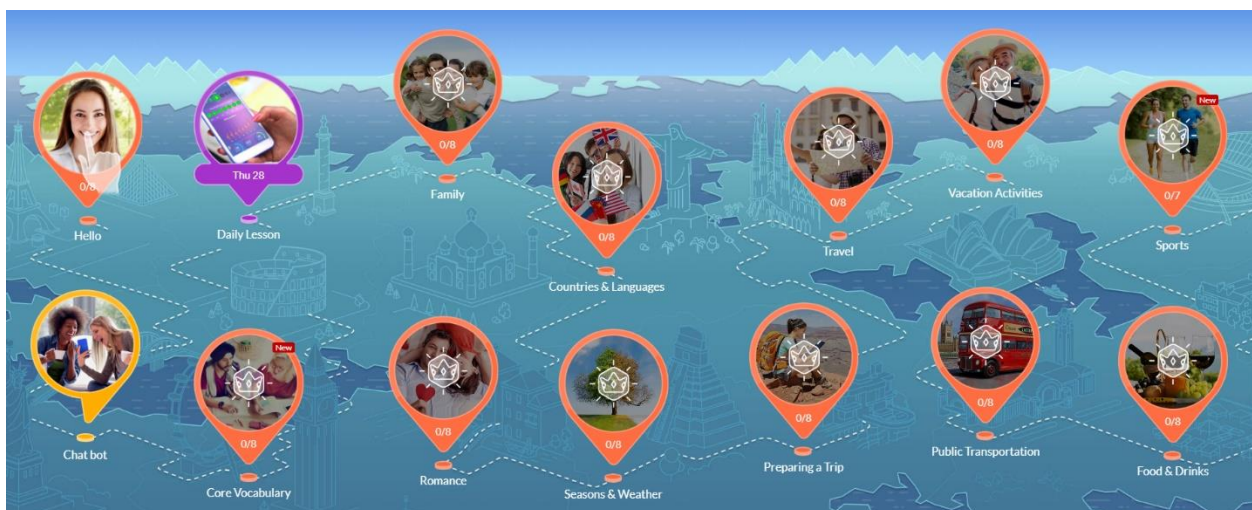 0/8
Hello
Thu 28
Daily Lesson
0/8
Family
0/8
Countries & Languages
0/8
Travel
0/8
Vacation Activities
New
0/7
Sports
Chat bot
New
0/8
Core Vocabulary
0/8
Romance
0/8
Seasons & Weather
0/8
Preparing a Trip
0/8
Public Transportation
0/8
Food & Drinks